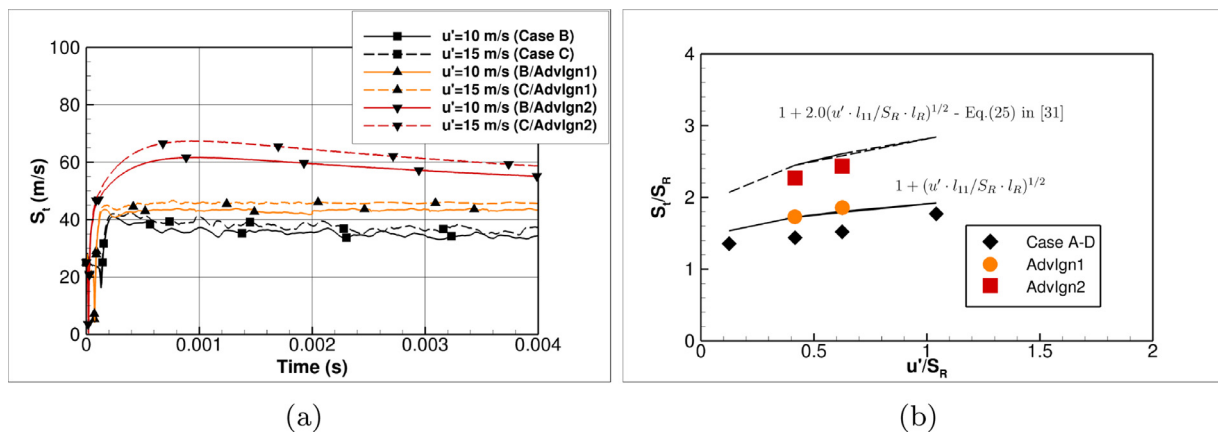 u'=10 m/s (Case B)
u'=15 m/s (Case C)
u'=10 m/s (B/AdvIgn1)
u'=15 m/s (C/AdvIgn1)
u'=10 m/s (B/AdvIgn2)
u'=15 m/s (C/AdvIgn2)
100
80
60
40
20
0
S_t (m/s)
0 0.001 0.002 0.003 0.004
Time (s)
(a)
4
3
2
1
0
S_t/S_R
1 + 2.0(u' · l_11/S_R · l_R)^1/2 - Eq.(25) in [31]
1 + (u' · l_11/S_R · l_R)^1/2
Case A-D
AdvIgn1
AdvIgn2
0 0.5 1 1.5 2
u'/S_R
(b)